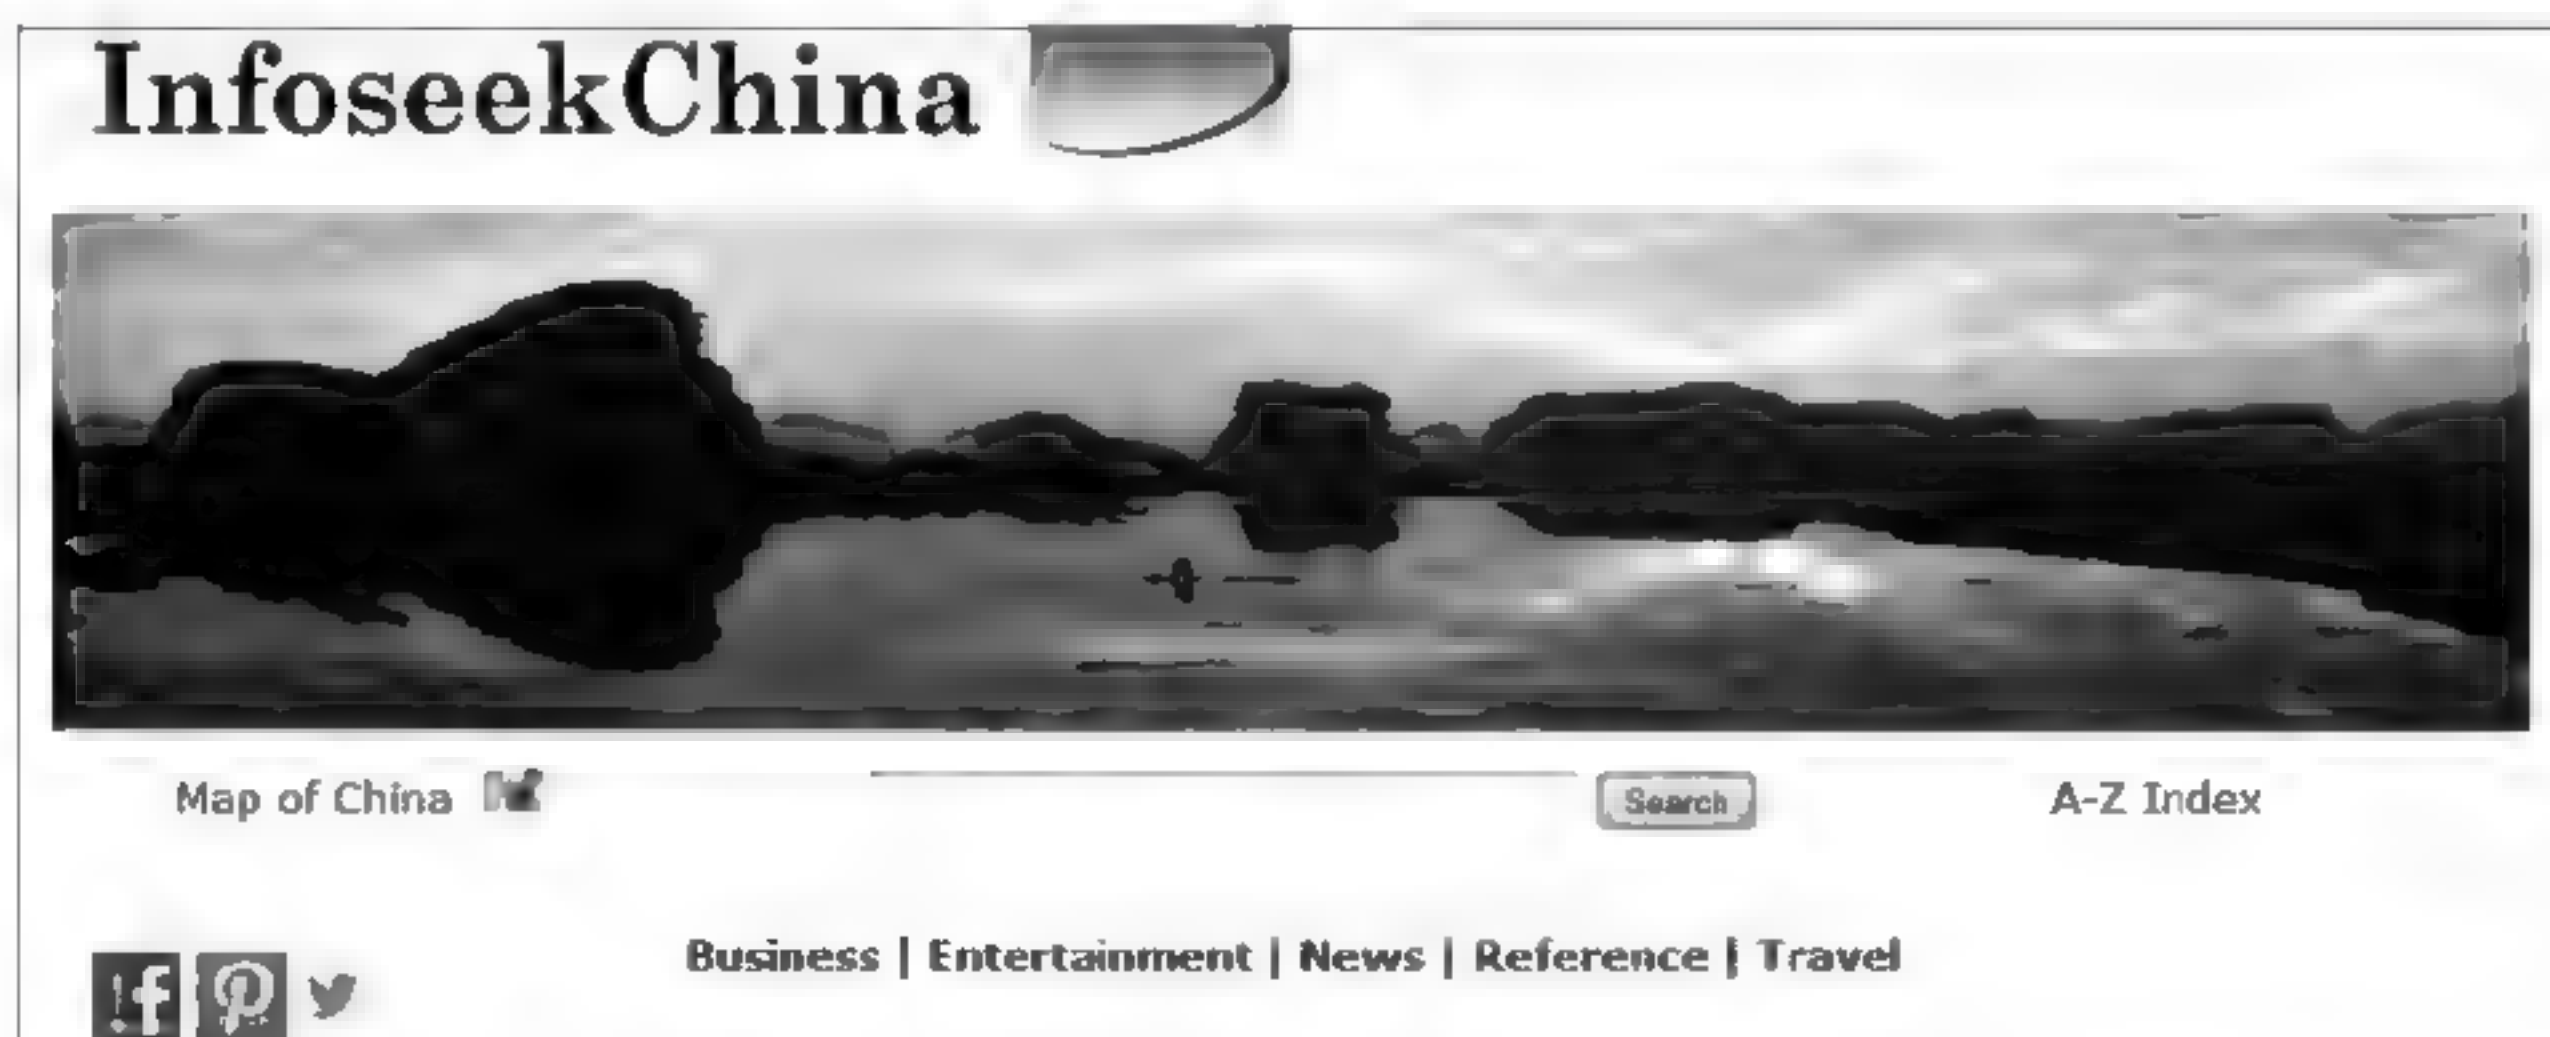 InfoseekChina
Map of China
Search
A-Z Index
Business | Entertainment | News | Reference | Travel